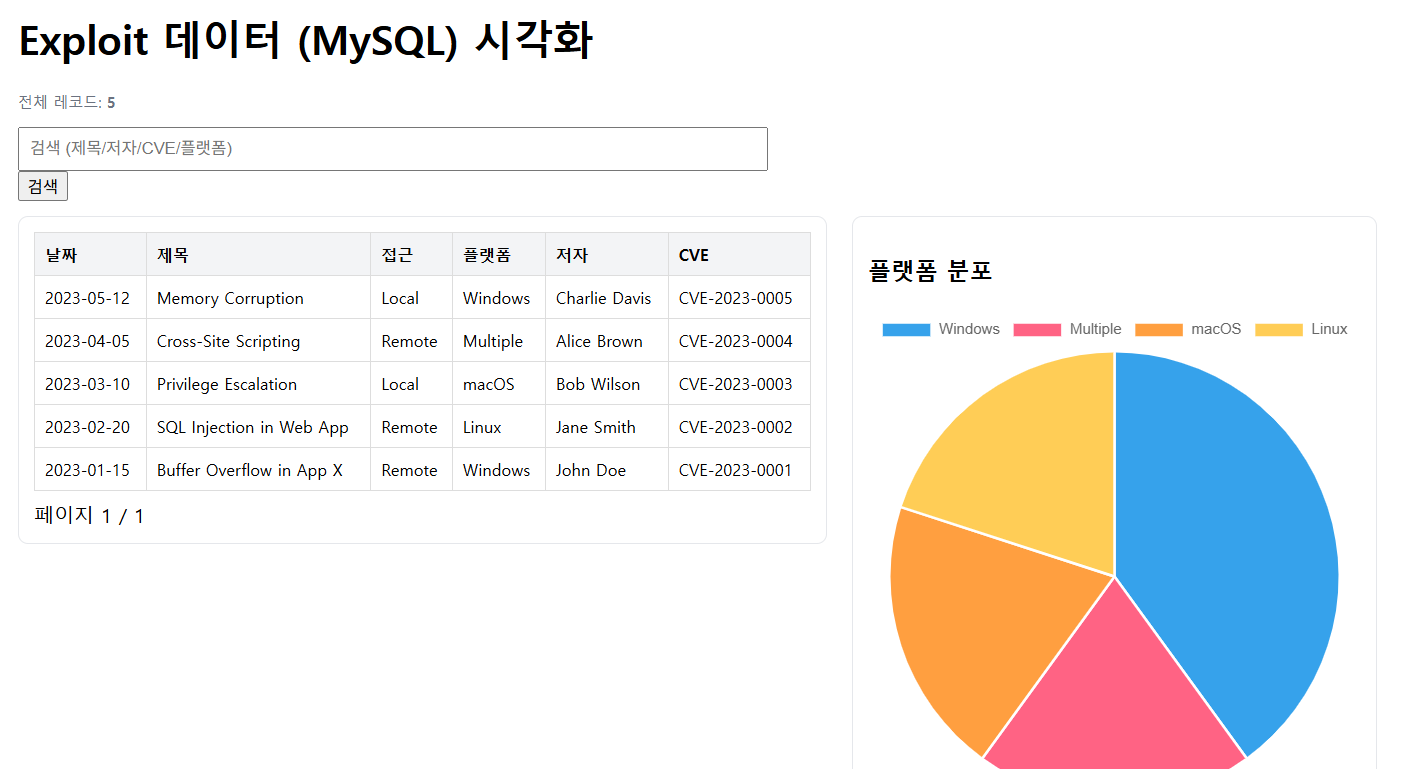 Exploit 데이터 (MySQL) 시각화
전체 레코드: 5
검색 (제목/저자/CVE/플랫폼)
검색
날짜 제목 접근 플랫폼 저자 CVE
2023-05-12 Memory Corruption Local Windows Charlie Davis CVE-2023-0005
2023-04-05 Cross-Site Scripting Remote Multiple Alice Brown CVE-2023-0004
2023-03-10 Privilege Escalation Local macOS Bob Wilson CVE-2023-0003
2023-02-20 SQL Injection in Web App Remote Linux Jane Smith CVE-2023-0002
2023-01-15 Buffer Overflow in App X Remote Windows John Doe CVE-2023-0001
페이지 1 / 1
플랫폼 분포
Windows Multiple macOS Linux